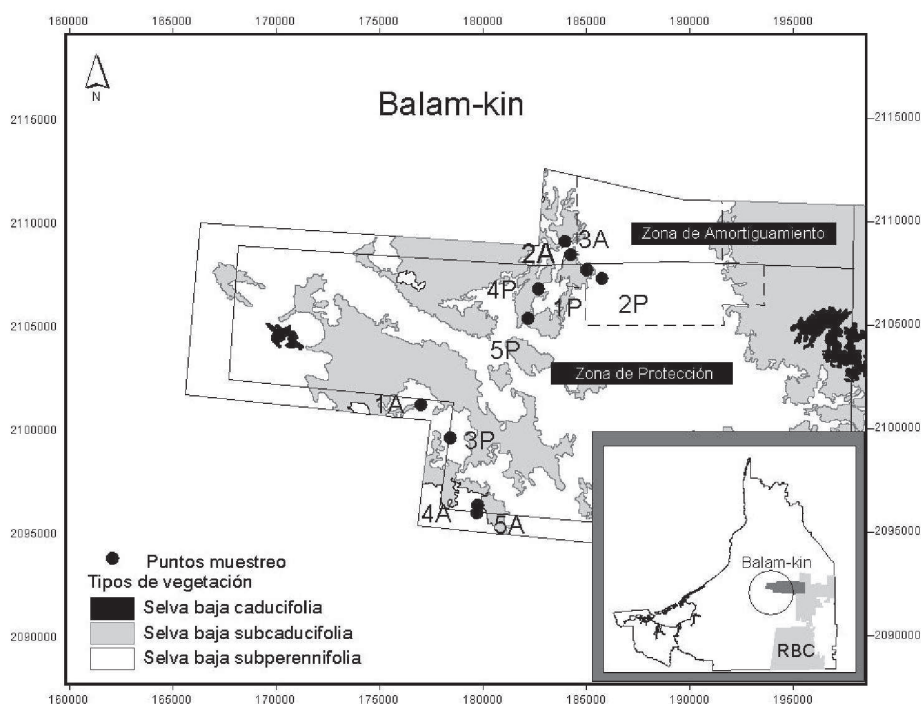 160000 165000 170000 175000 180000 185000 190000 195000
N
Balam-kin
2115000 2115000
2110000 2110000
3A
Zona de Amortiguamiento
2A
4P
1P
2P
2105000 2105000
5P
Zona de Protección
1A
2100000 2100000
3P
4A
5A
2095000 2095000
Puntos muestreo
Tipos de vegetación
Selva baja caducifolia
Selva baja subcaducifolia
Selva baja subperennifolia
Balam-kin
RBC
2090000 2090000
160000 165000 170000 175000 180000 185000 190000 195000